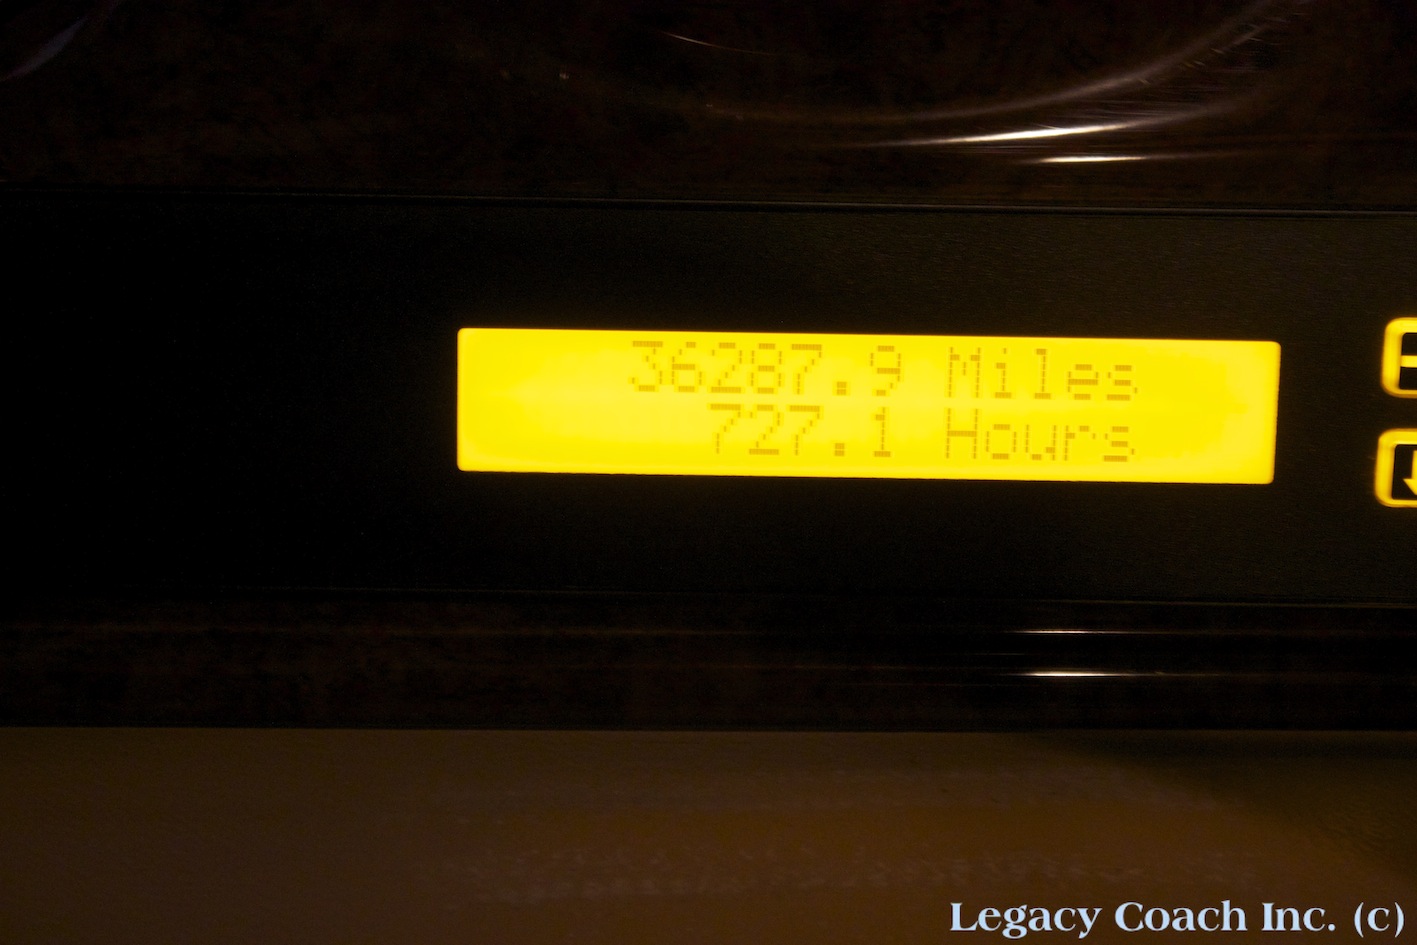 36287.9 Miles
727.1 Hours
Legacy Coach Inc. (c)